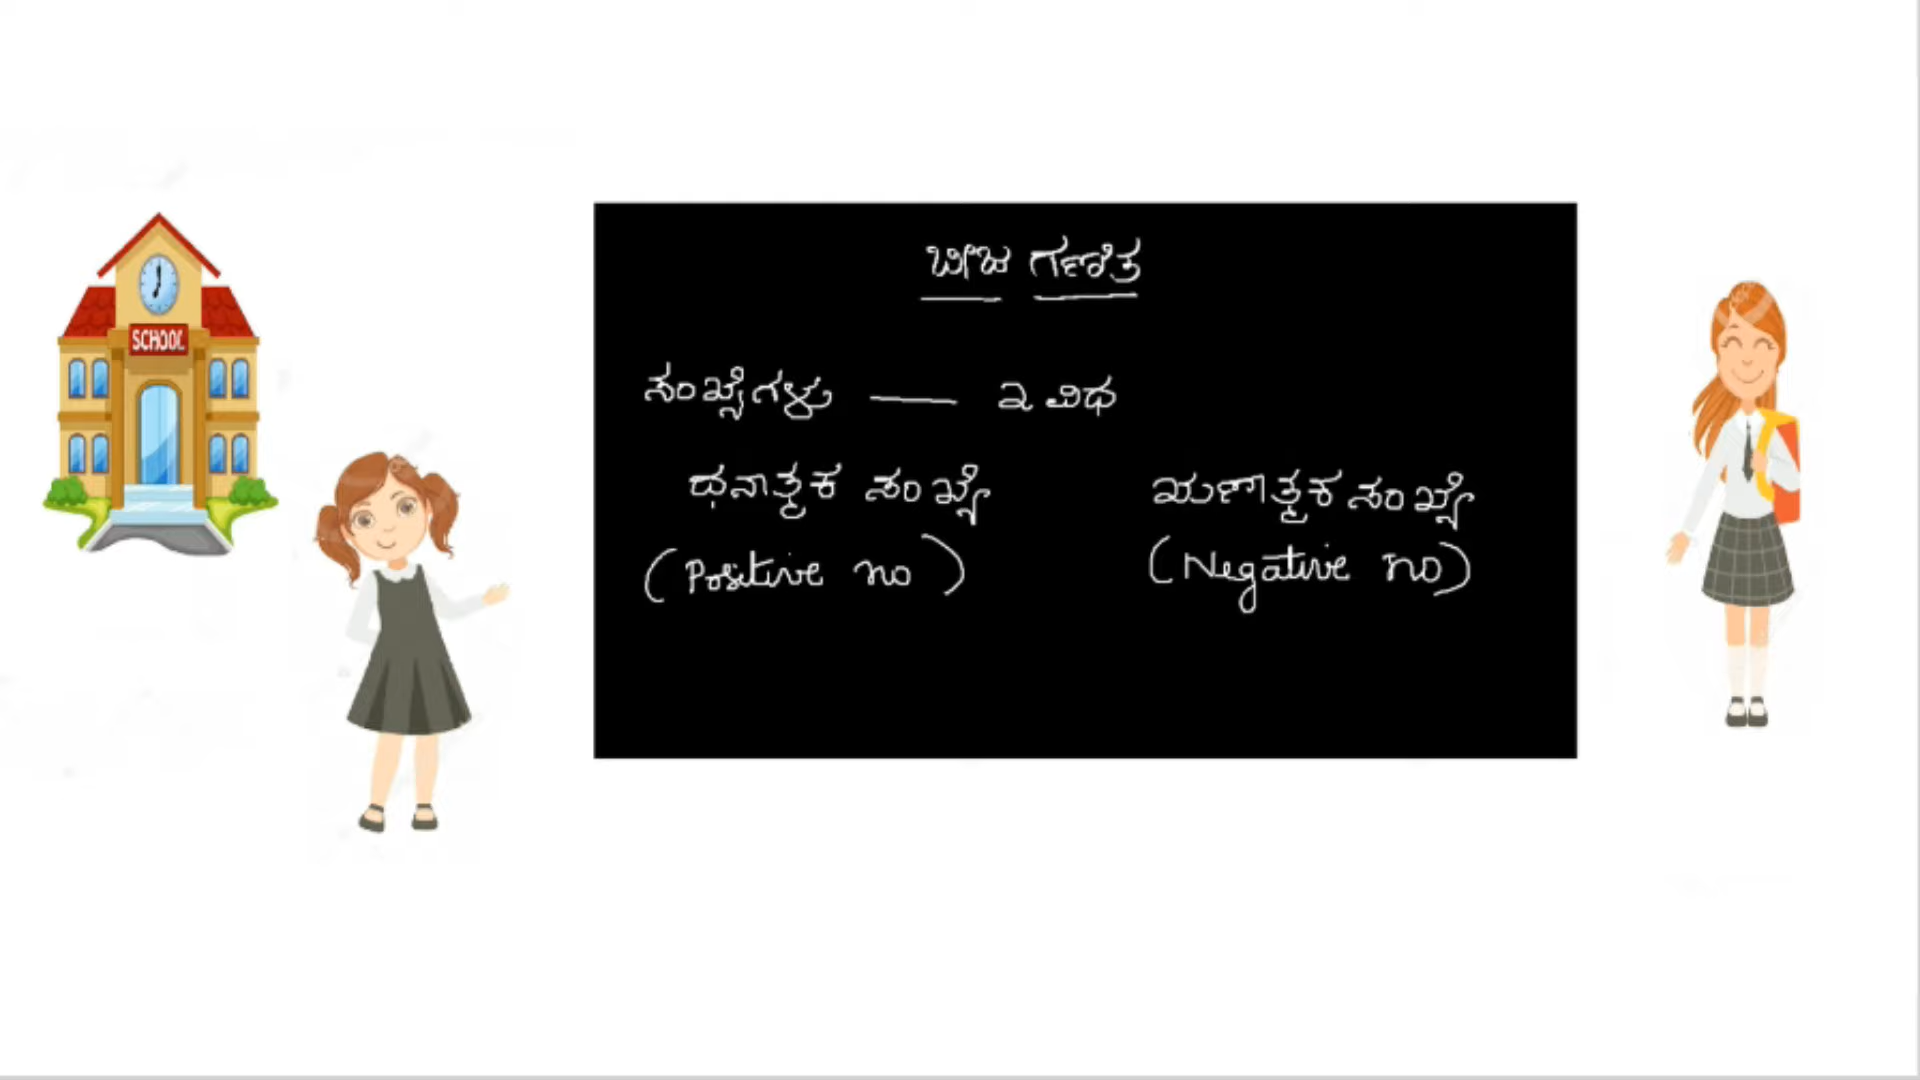 SCHOOL
ಬೀಜ ಗಣಿತ
ಸಂಖ್ಯೆಗಳು — ೨ ವಿಧ
ಧನಾತ್ಮಕ ಸಂಖ್ಯೆ ಋಣಾತ್ಮಕ ಸಂಖ್ಯೆ
(Positive no) (Negative no)